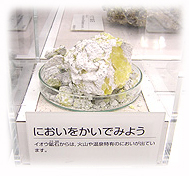 においをかいでみよう
イオウ鉱石からは、火山や温泉特有のにおいが出てい
ます。